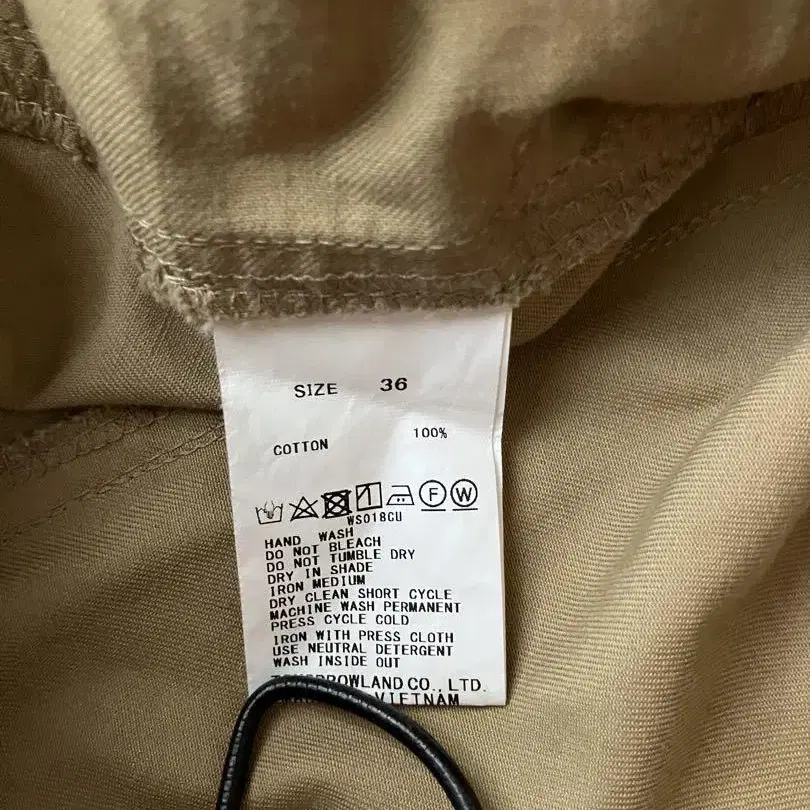 SIZE 36
COTTON 100%
F W
WS018CU
HAND WASH
DO NOT BLEACH
DO NOT TUMBLE DRY
DRY IN SHADE
IRON MEDIUM
DRY CLEAN SHORT CYCLE
MACHINE WASH PERMANENT
PRESS CYCLE COLD
IRON WITH PRESS CLOTH
USE NEUTRAL DETERGENT
WASH INSIDE OUT
CO., LTD.
VIETNAM